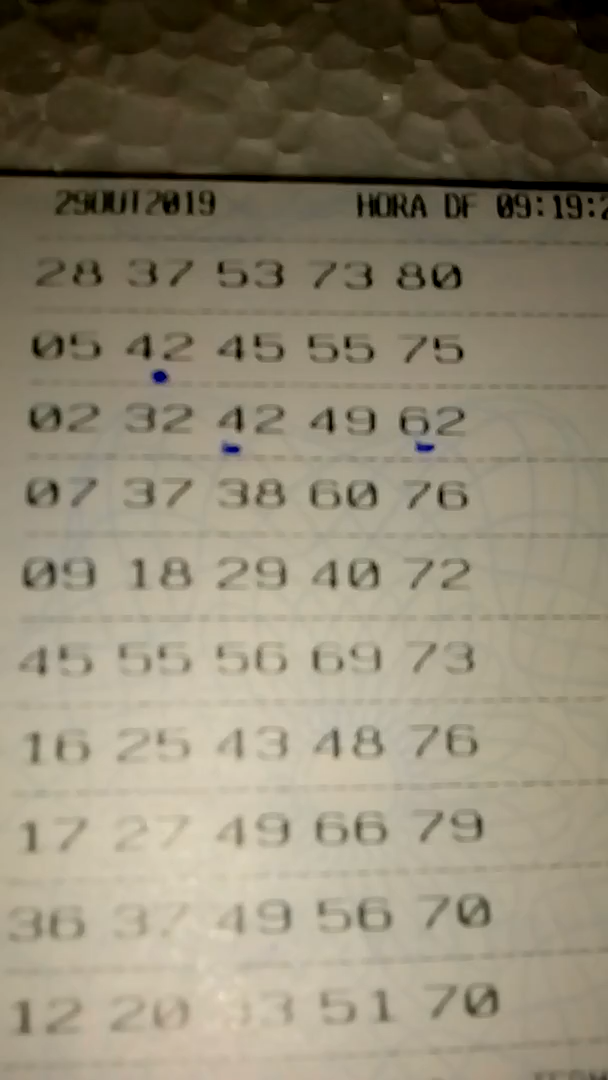 29OUT2019 HORA DF 09:19:2
28 37 53 73 80
05 42 45 55 75
02 32 42 49 62
07 37 38 60 76
09 18 29 40 72
45 55 56 69 73
16 25 43 48 76
17 27 49 66 79
36 37 49 56 70
12 20 51 70